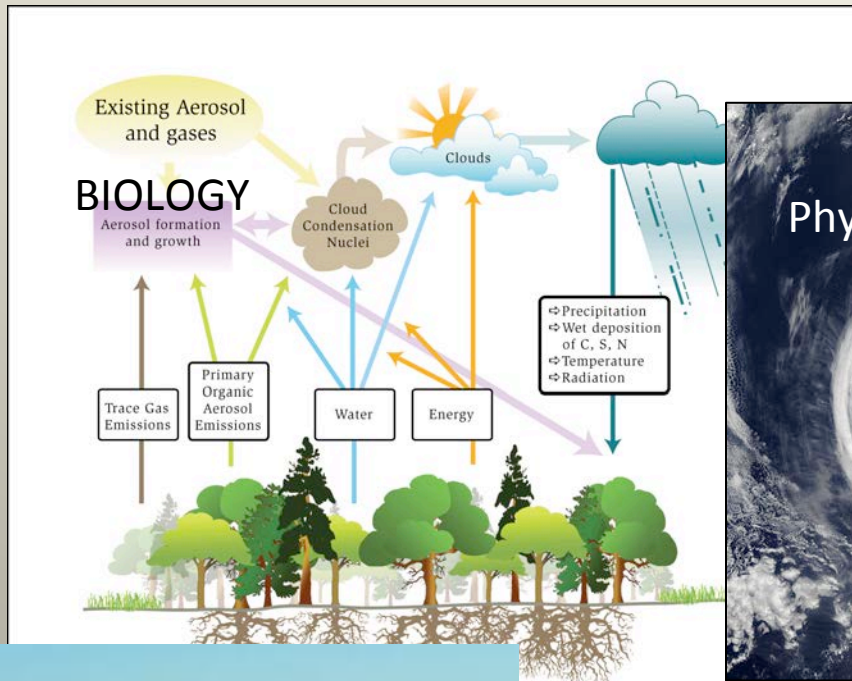 Existing Aerosol
and gases
BIOLOGY
Aerosol formation
and growth
Cloud
Condensation
Nuclei
Clouds
Phy
⇨Precipitation
⇨Wet deposition
of C, S, N
⇨Temperature
⇨Radiation
Trace Gas
Emissions
Primary
Organic
Aerosol
Emissions
Water
Energy